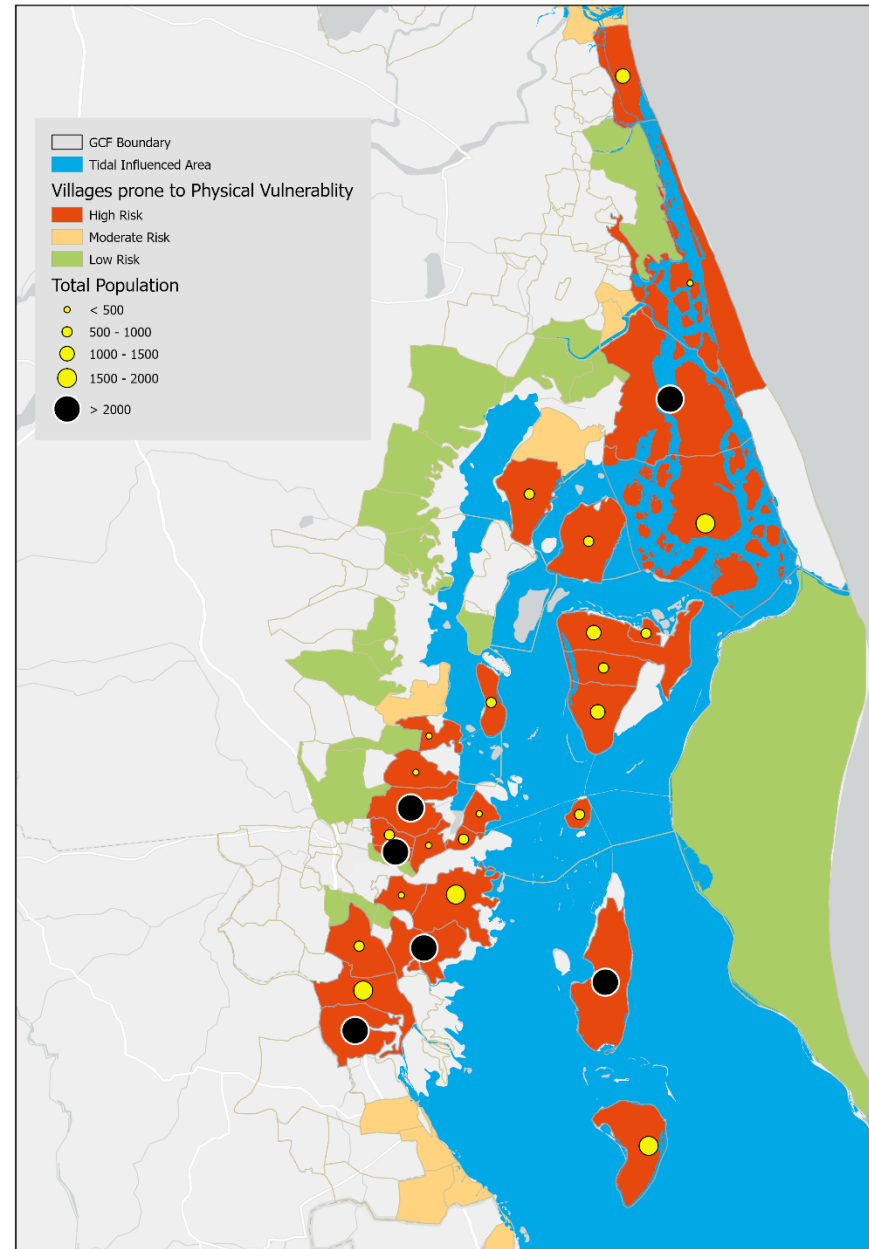 GCF Boundary
Tidal Influenced Area
Villages prone to Physical Vulnerablity
High Risk
Moderate Risk
Low Risk
Total Population
< 500
500 - 1000
1000 - 1500
1500 - 2000
> 2000